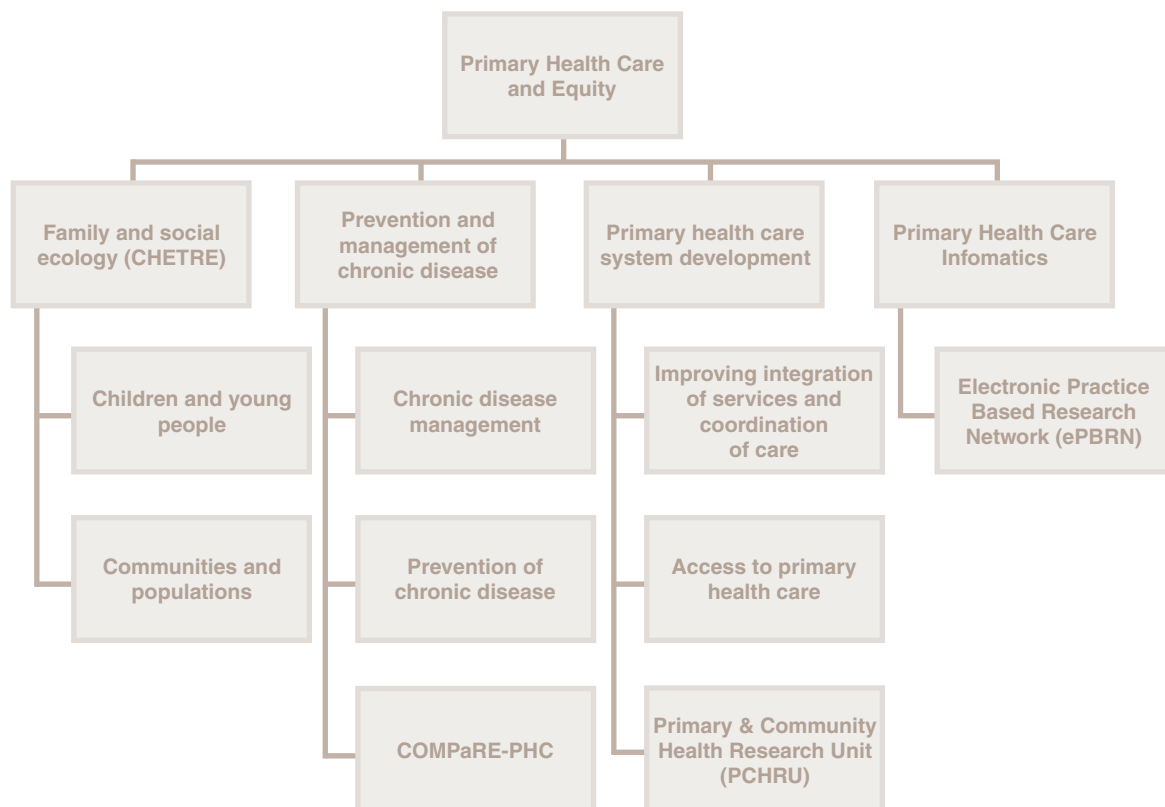 Primary Health Care
and Equity
Family and social
ecology (CHETRE)
Prevention and
management of
chronic disease
Primary health care
system development
Primary Health Care
Infomatics
Children and young
people
Chronic disease
management
Improving integration
of services and
coordination
of care
Electronic Practice
Based Research
Network (ePBRN)
Communities and
populations
Prevention of
chronic disease
Access to primary
health care
COMPaRE-PHC
Primary & Community
Health Research Unit
(PCHRU)